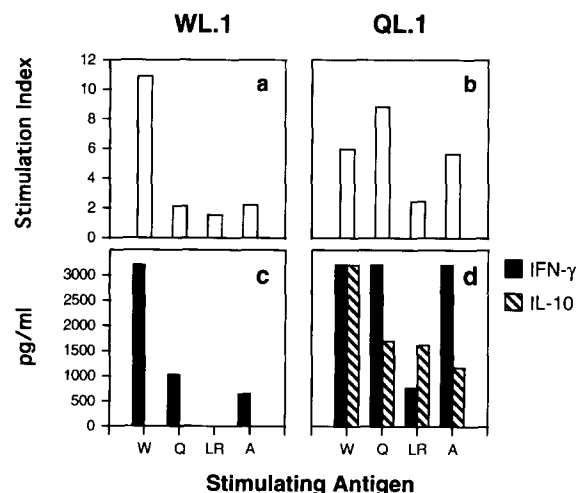 WL.1
QL.1
Stimulation Index
12
10
8
6
4
2
0
a
b
pg/ml
3000
2500
2000
1500
1000
500
0
c
d
IFN-γ
IL-10
W Q LR A
W Q LR A
Stimulating Antigen